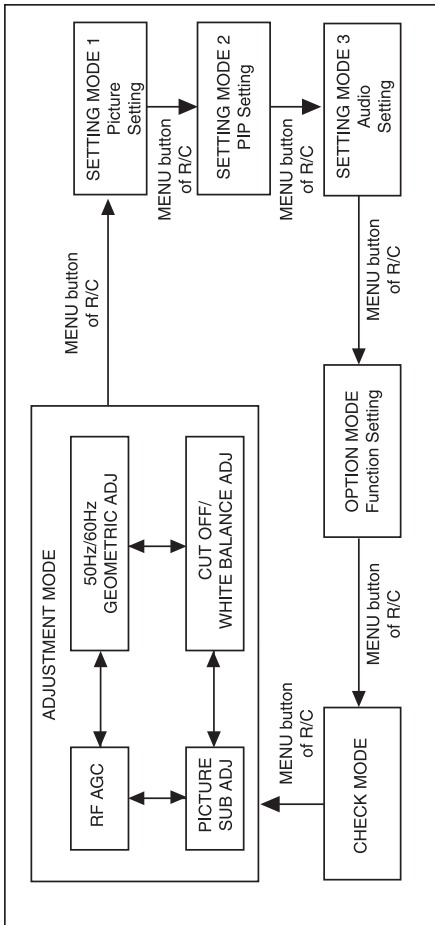 ADJUSTMENT MODE
RF AGC
50Hz/60Hz
GEOMETRIC ADJ
PICTURE
SUB ADJ
CUT OFF/
WHITE BALANCE ADJ
MENU button
of R/C
SETTING MODE 1
Picture
Setting
MENU button
of R/C
SETTING MODE 2
PIP Setting
MENU button
of R/C
SETTING MODE 3
Audio
Setting
MENU button
of R/C
OPTION MODE
Function Setting
MENU button
of R/C
CHECK MODE
MENU button
of R/C